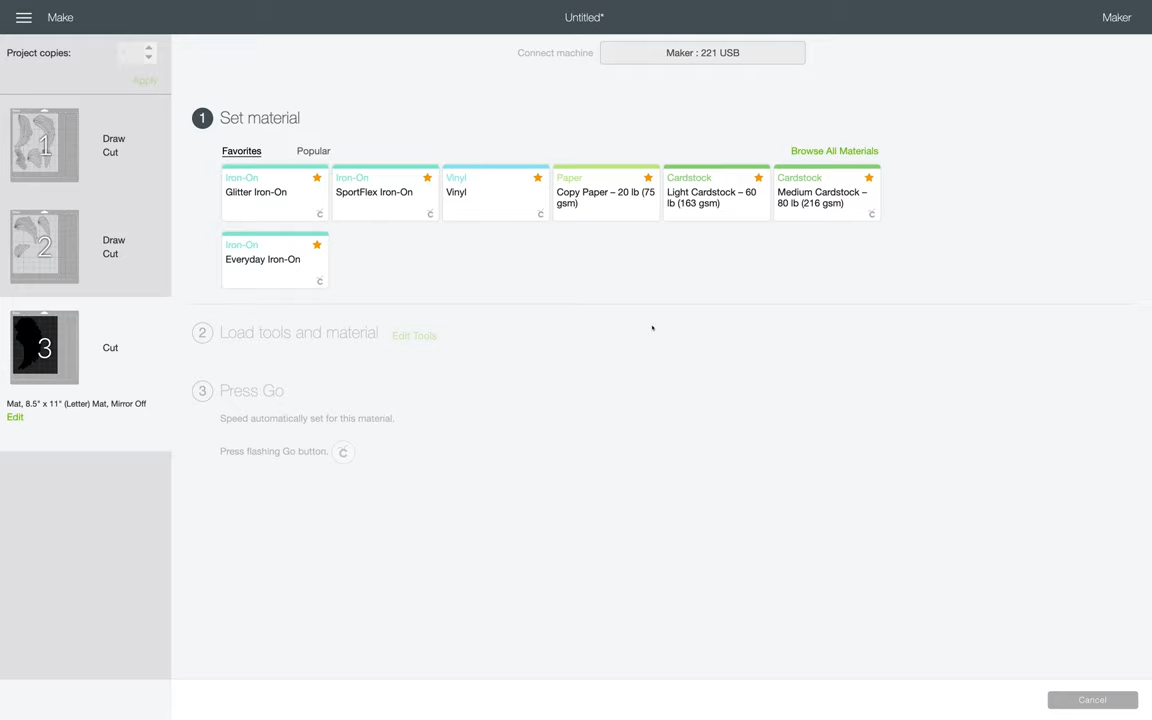 Make
Untitled*
Maker
Project copies:
Apply
Connect machine
Maker : 221 USB
1
Draw
Cut
2
Draw
Cut
3
Cut
Mat, 8.5" x 11" (Letter) Mat, Mirror Off
Edit
1 Set material
Favorites
Popular
Browse All Materials
Iron-On
Glitter Iron-On
Iron-On
SportFlex Iron-On
Vinyl
Vinyl
Paper
Copy Paper – 20 lb (75
gsm)
Cardstock
Light Cardstock – 60
lb (163 gsm)
Cardstock
Medium Cardstock –
80 lb (216 gsm)
Iron-On
Everyday Iron-On
2 Load tools and material
Edit Tools
3 Press Go
Speed automatically set for this material.
Press flashing Go button.
Cancel